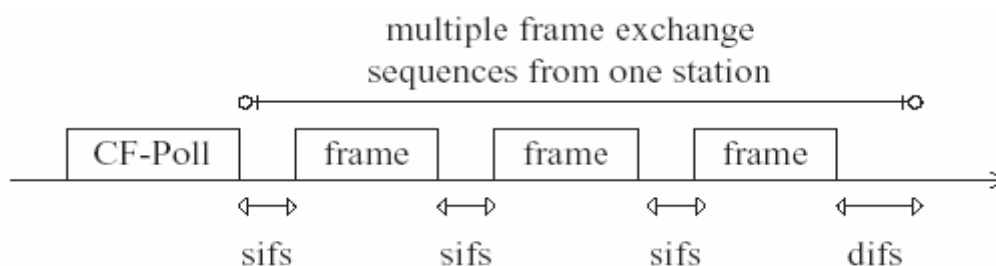 multiple frame exchange
sequences from one station
CF-Poll frame frame frame
sifs sifs sifs difs